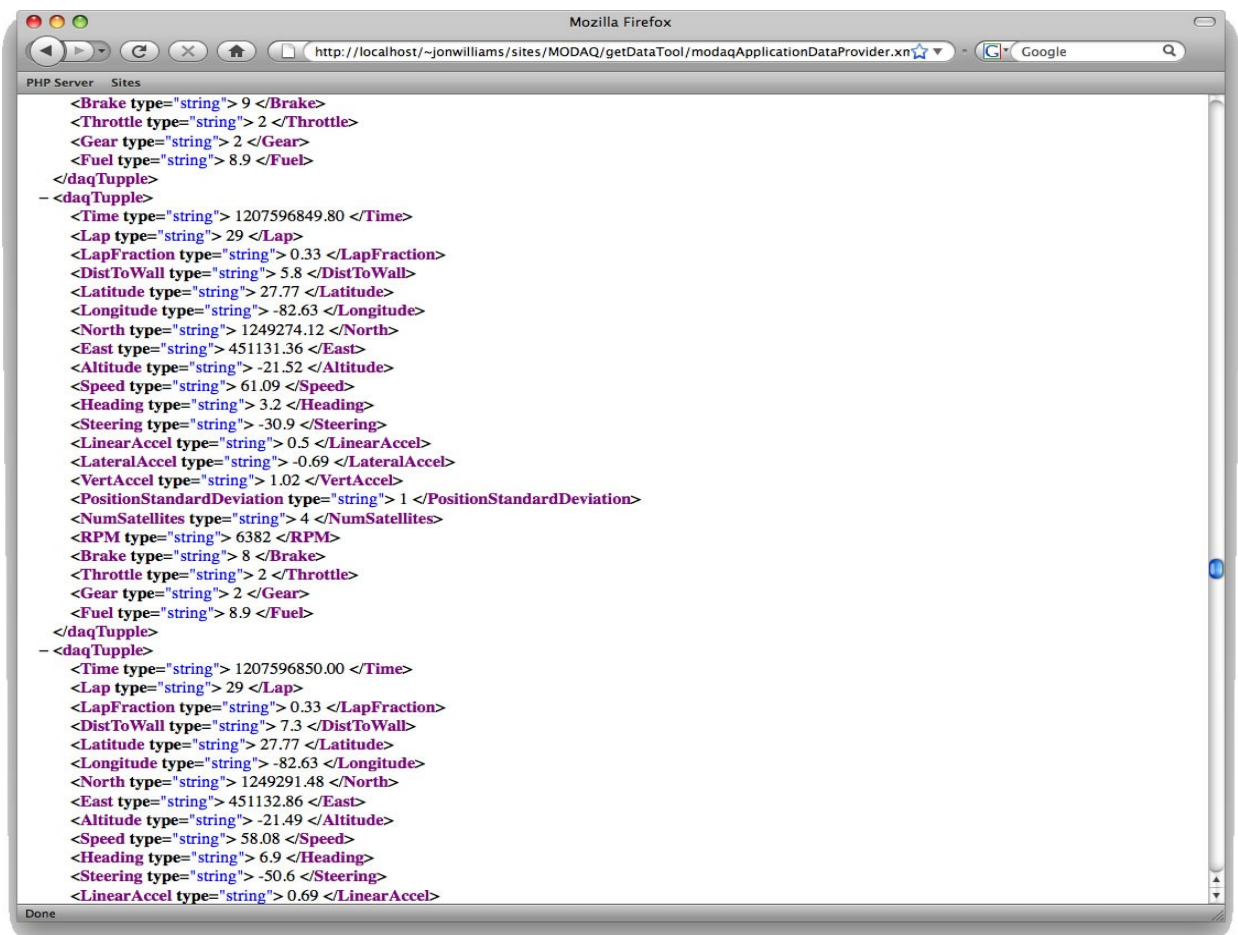 Mozilla Firefox
http://localhost/~jonwilliams/sites/MODAQ/getDataTool/modaqApplicationDataProvider.xm
G Google
PHP Server Sites
<Brake type="string"> 9 </Brake>
<Throttle type="string"> 2 </Throttle>
<Gear type="string"> 2 </Gear>
<Fuel type="string"> 8.9 </Fuel>
</daqTupple>
– <daqTupple>
<Time type="string"> 1207596849.80 </Time>
<Lap type="string"> 29 </Lap>
<LapFraction type="string"> 0.33 </LapFraction>
<DistToWall type="string"> 5.8 </DistToWall>
<Latitude type="string"> 27.77 </Latitude>
<Longitude type="string"> -82.63 </Longitude>
<North type="string"> 1249274.12 </North>
<East type="string"> 451131.36 </East>
<Altitude type="string"> -21.52 </Altitude>
<Speed type="string"> 61.09 </Speed>
<Heading type="string"> 3.2 </Heading>
<Steering type="string"> -30.9 </Steering>
<LinearAccel type="string"> 0.5 </LinearAccel>
<LateralAccel type="string"> -0.69 </LateralAccel>
<VertAccel type="string"> 1.02 </VertAccel>
<PositionStandardDeviation type="string"> 1 </PositionStandardDeviation>
<NumSatellites type="string"> 4 </NumSatellites>
<RPM type="string"> 6382 </RPM>
<Brake type="string"> 8 </Brake>
<Throttle type="string"> 2 </Throttle>
<Gear type="string"> 2 </Gear>
<Fuel type="string"> 8.9 </Fuel>
</daqTupple>
– <daqTupple>
<Time type="string"> 1207596850.00 </Time>
<Lap type="string"> 29 </Lap>
<LapFraction type="string"> 0.33 </LapFraction>
<DistToWall type="string"> 7.3 </DistToWall>
<Latitude type="string"> 27.77 </Latitude>
<Longitude type="string"> -82.63 </Longitude>
<North type="string"> 1249291.48 </North>
<East type="string"> 451132.86 </East>
<Altitude type="string"> -21.49 </Altitude>
<Speed type="string"> 58.08 </Speed>
<Heading type="string"> 6.9 </Heading>
<Steering type="string"> -50.6 </Steering>
<LinearAccel type="string"> 0.69 </LinearAccel>
Done